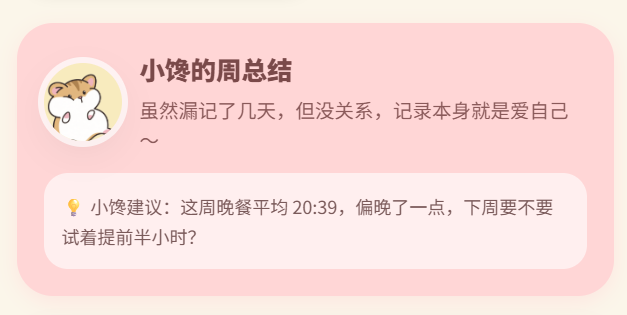 小馋的周总结
虽然漏记了几天，但没关系，记录本身就是爱自己
～
💡 小馋建议：这周晚餐平均 20:39，偏晚了一点，下周要不要
试着提前半小时？